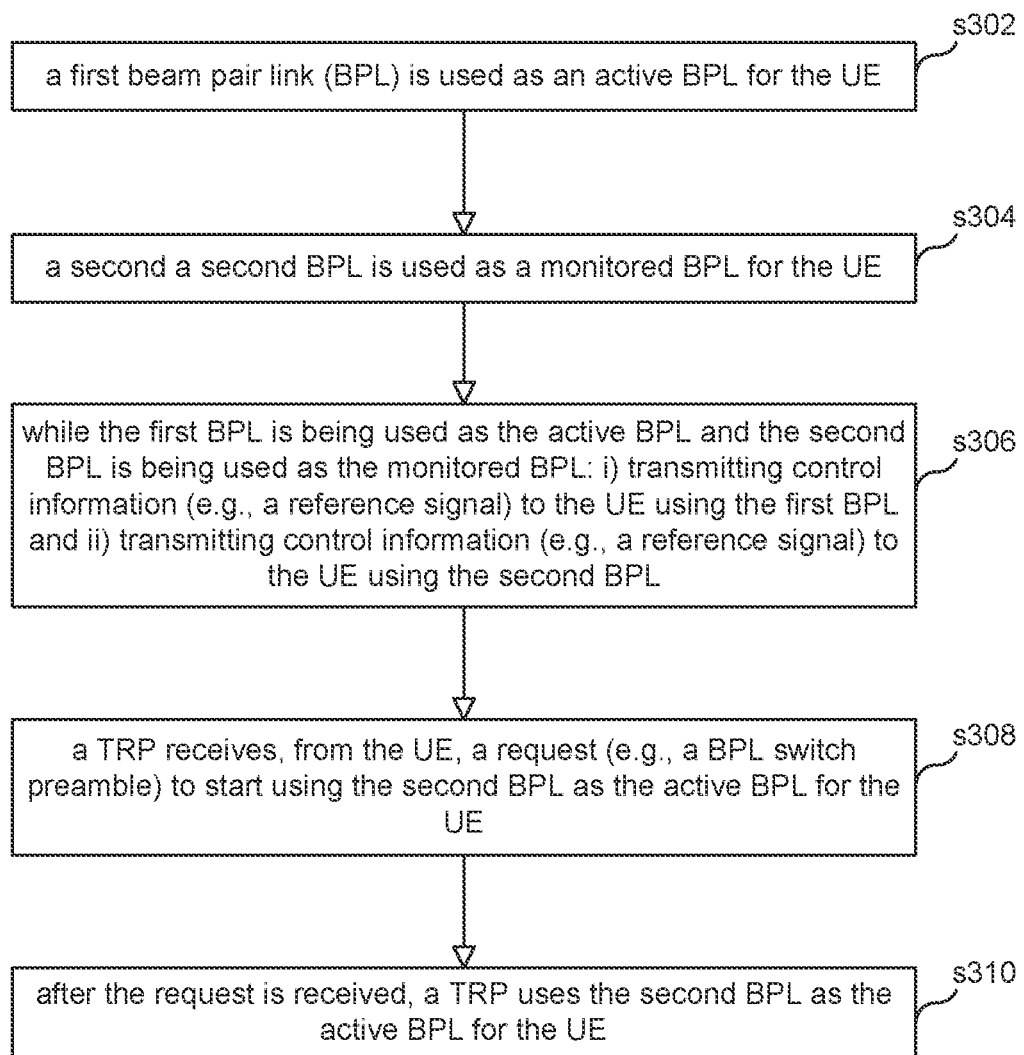 s302
a first beam pair link (BPL) is used as an active BPL for the UE
s304
a second a second BPL is used as a monitored BPL for the UE
while the first BPL is being used as the active BPL and the second
BPL is being used as the monitored BPL: i) transmitting control
information (e.g., a reference signal) to the UE using the first BPL
and ii) transmitting control information (e.g., a reference signal) to
the UE using the second BPL
s306
a TRP receives, from the UE, a request (e.g., a BPL switch
preamble) to start using the second BPL as the active BPL for the
UE
s308
after the request is received, a TRP uses the second BPL as the
active BPL for the UE
s310